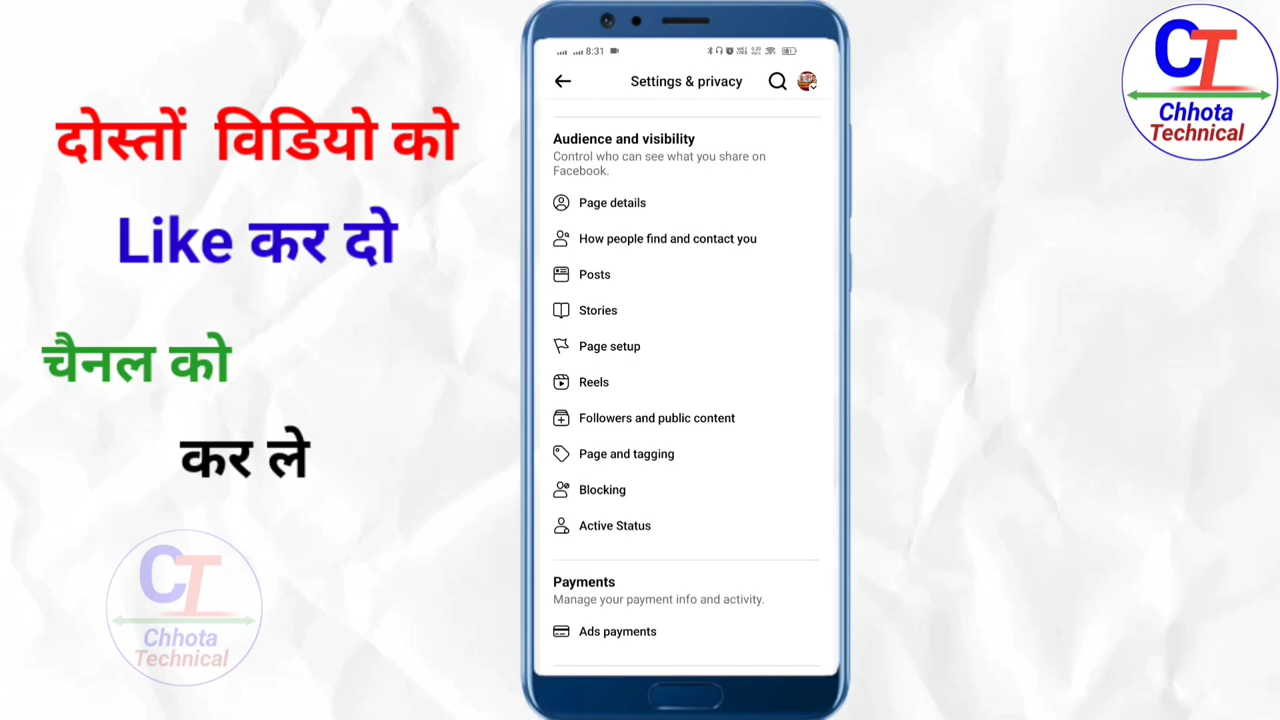 दोस्तों विडियो को
Like कर दो
चैनल को
कर ले
CT
Chhota
Technical
8:31
Settings & privacy
Audience and visibility
Control who can see what you share on
Facebook.
Page details
How people find and contact you
Posts
Stories
Page setup
Reels
Followers and public content
Page and tagging
Blocking
Active Status
Payments
Manage your payment info and activity.
Ads payments
CT
Chhota
Technical